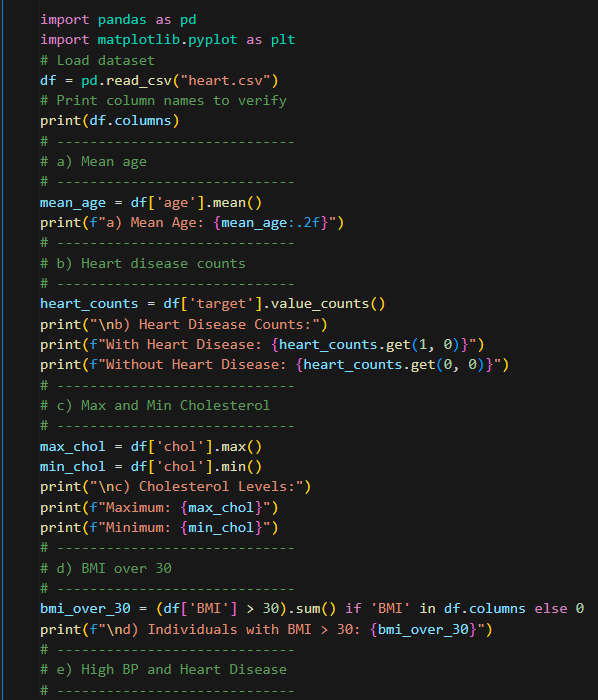 import pandas as pd
import matplotlib.pyplot as plt
# Load dataset
df = pd.read_csv("heart.csv")
# Print column names to verify
print(df.columns)
# -----------------------------
# a) Mean age
# -----------------------------
mean_age = df['age'].mean()
print(f"a) Mean Age: {mean_age:.2f}")
# -----------------------------
# b) Heart disease counts
# -----------------------------
heart_counts = df['target'].value_counts()
print("\nb) Heart Disease Counts:")
print(f"With Heart Disease: {heart_counts.get(1, 0)}")
print(f"Without Heart Disease: {heart_counts.get(0, 0)}")
# -----------------------------
# c) Max and Min Cholesterol
# -----------------------------
max_chol = df['chol'].max()
min_chol = df['chol'].min()
print("\nc) Cholesterol Levels:")
print(f"Maximum: {max_chol}")
print(f"Minimum: {min_chol}")
# -----------------------------
# d) BMI over 30
# -----------------------------
bmi_over_30 = (df['BMI'] > 30).sum() if 'BMI' in df.columns else 0
print(f"\nd) Individuals with BMI > 30: {bmi_over_30}")
# -----------------------------
# e) High BP and Heart Disease
# -----------------------------